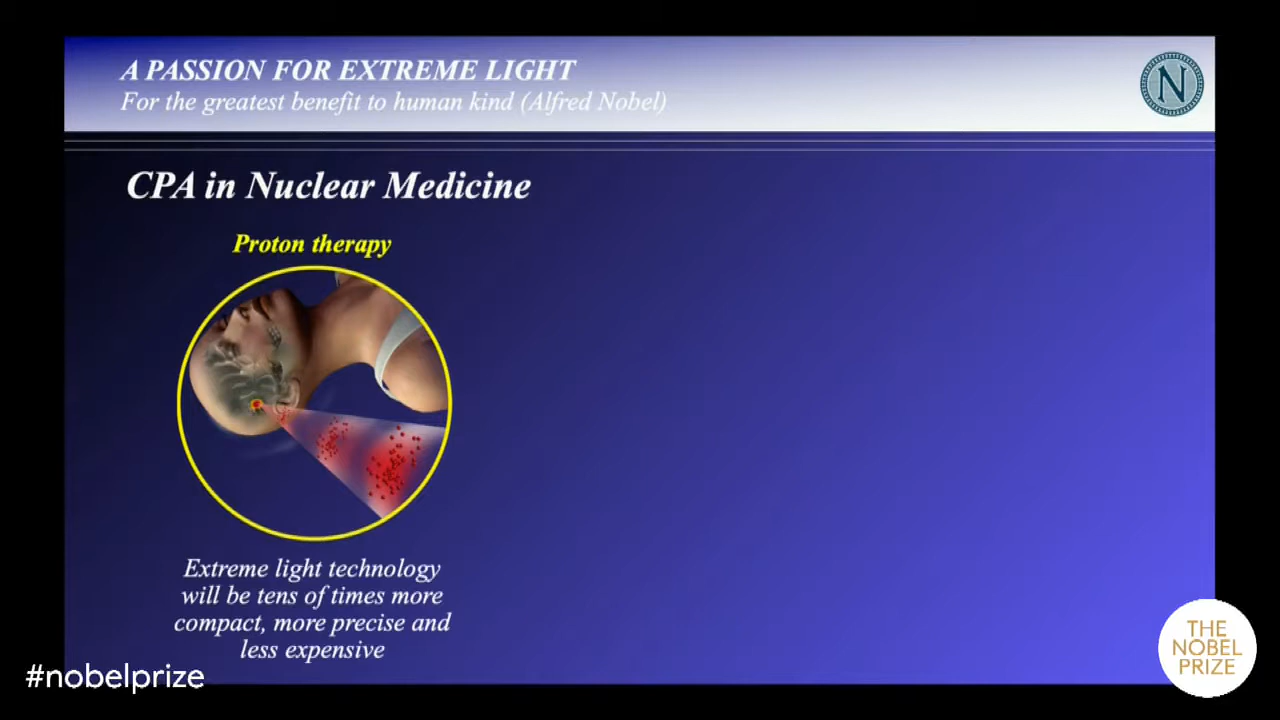 A PASSION FOR EXTREME LIGHT
For the greatest benefit to human kind (Alfred Nobel)
N
CPA in Nuclear Medicine
Proton therapy
Extreme light technology
will be tens of times more
compact, more precise and
less expensive
#nobelprize
THE
NOBEL
PRIZE